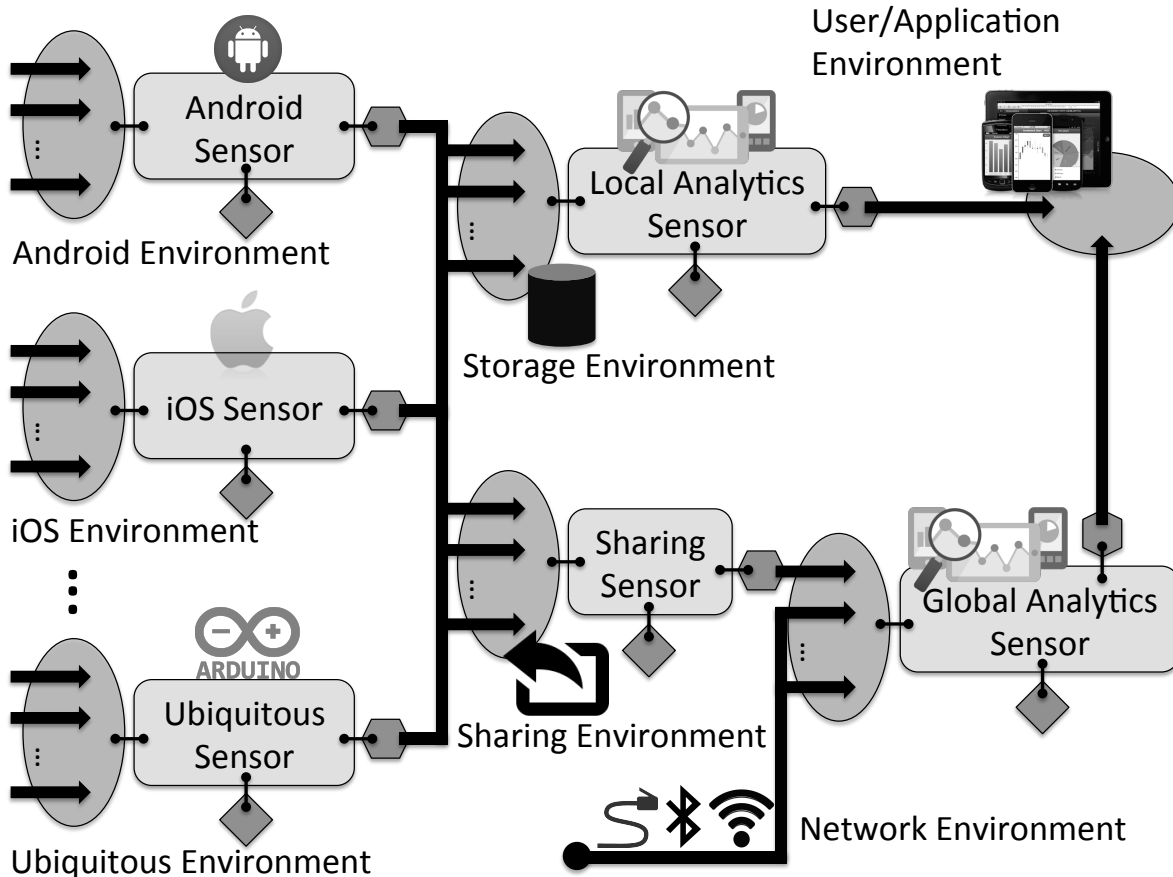 User/Application
Environment
Android
Sensor
Android Environment
Local Analytics
Sensor
Storage Environment
iOS Sensor
iOS Environment
Sharing
Sensor
Sharing Environment
Global Analytics
Sensor
ARDUINO
Ubiquitous
Sensor
Ubiquitous Environment
Network Environment